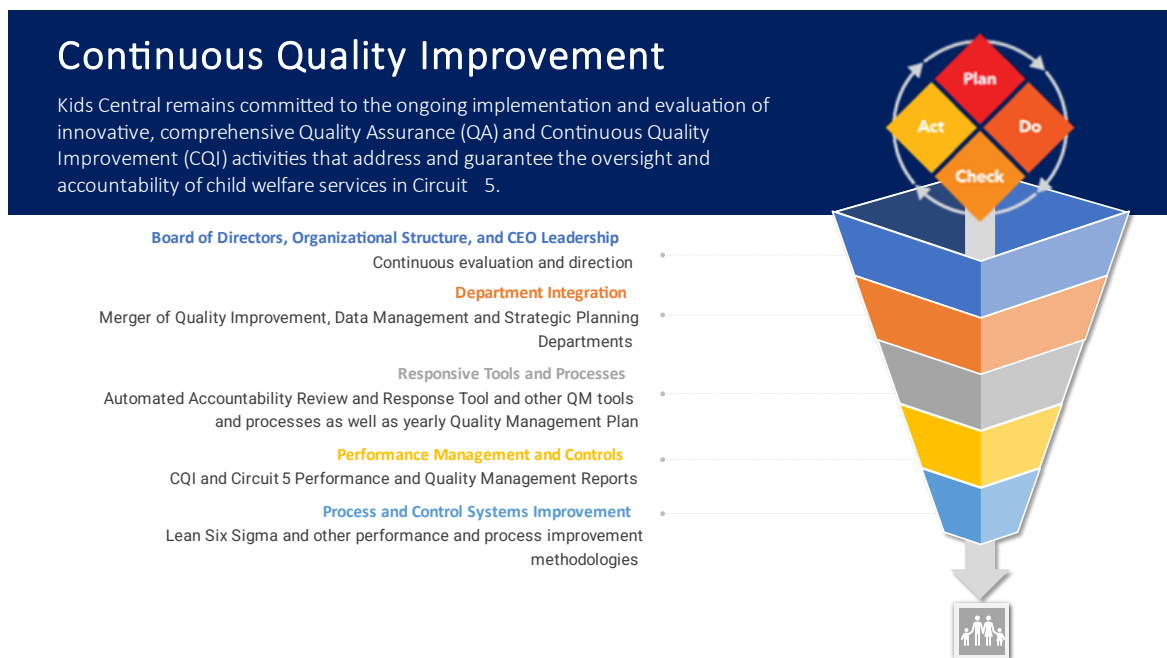 Continuous Quality Improvement
Kids Central remains committed to the ongoing implementation and evaluation of
innovative, comprehensive Quality Assurance (QA) and Continuous Quality
Improvement (CQI) activities that address and guarantee the oversight and
accountability of child welfare services in Circuit 5.
Plan
Act
Do
Check
Board of Directors, Organizational Structure, and CEO Leadership
Continuous evaluation and direction
Department Integration
Merger of Quality Improvement, Data Management and Strategic Planning
Departments
Responsive Tools and Processes
Automated Accountability Review and Response Tool and other QM tools
and processes as well as yearly Quality Management Plan
Performance Management and Controls
CQI and Circuit 5 Performance and Quality Management Reports
Process and Control Systems Improvement
Lean Six Sigma and other performance and process improvement
methodologies